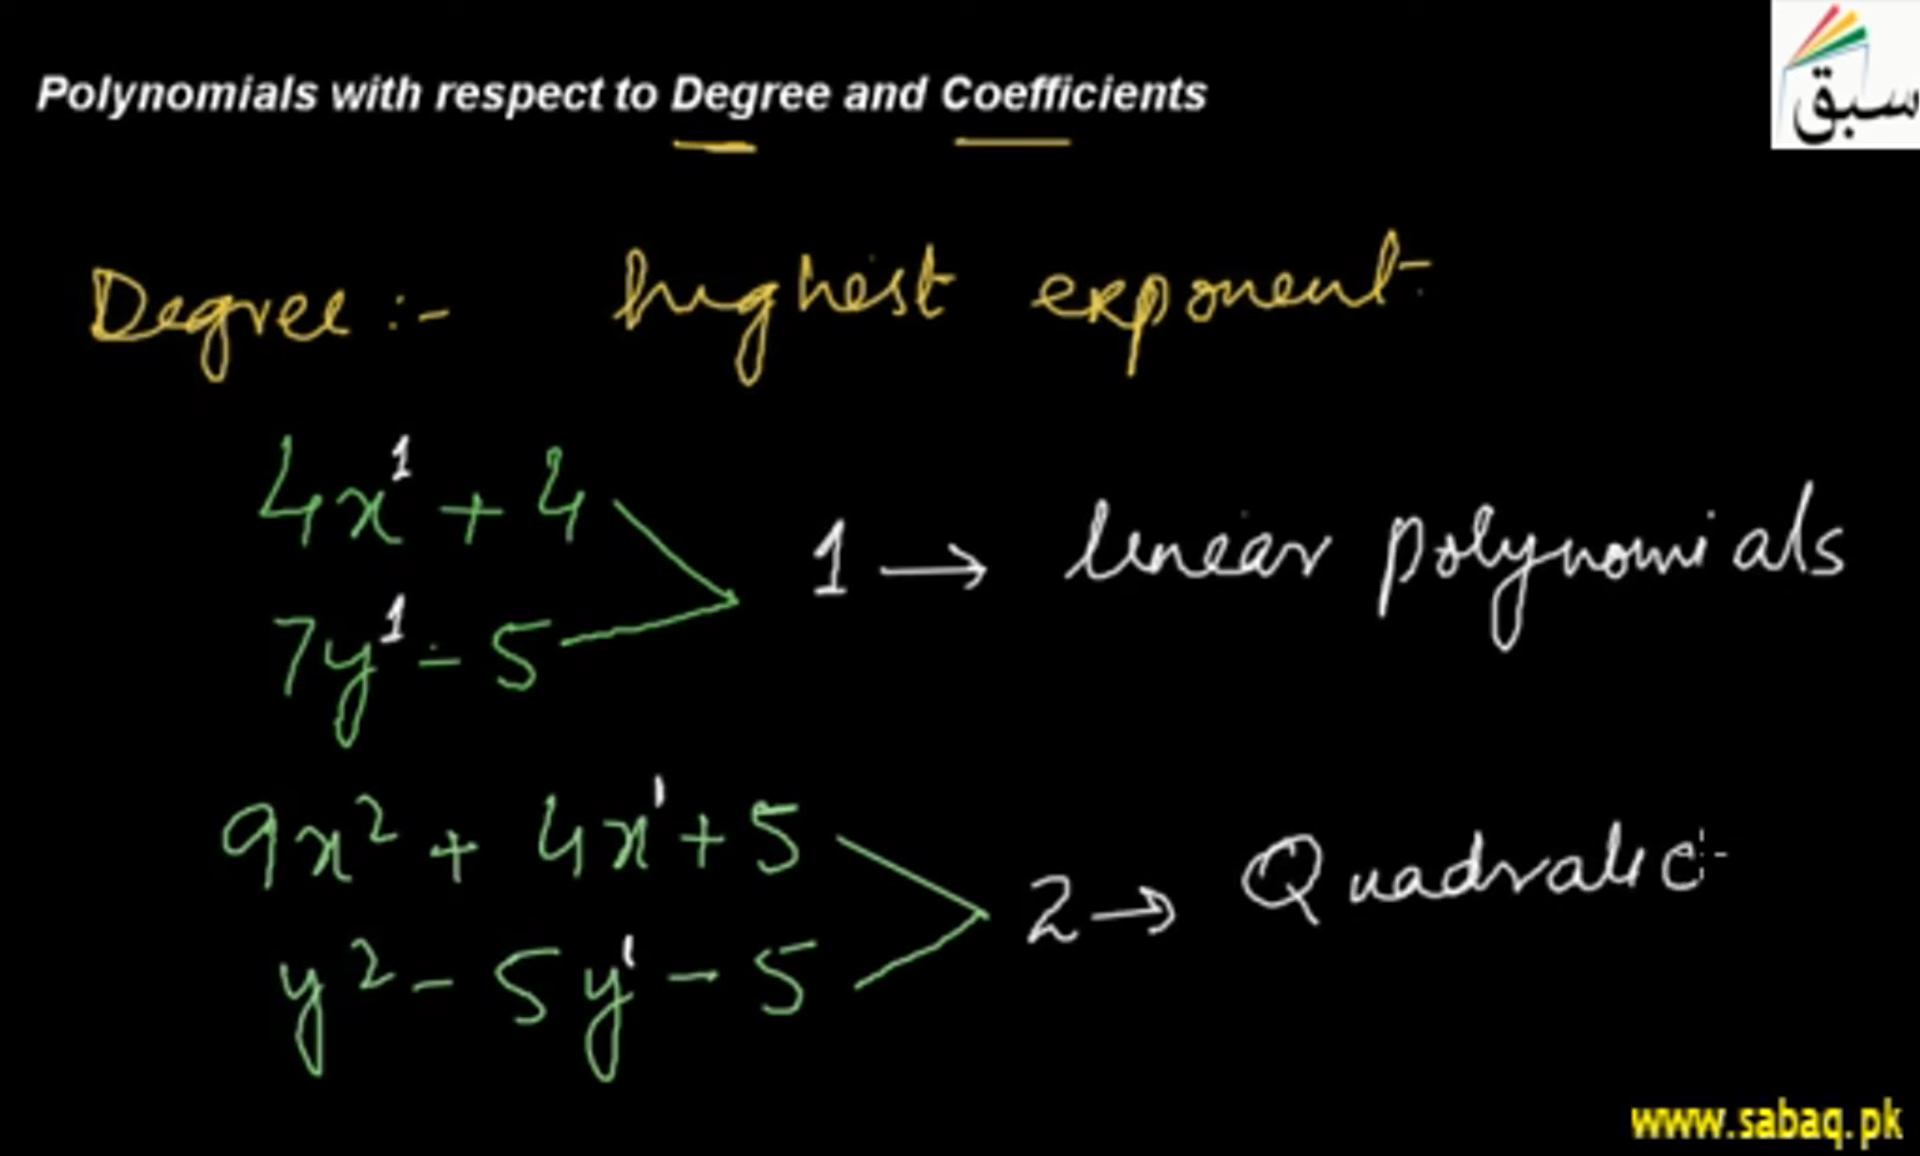 Polynomials with respect to Degree and Coefficients
سبق
Degree :- highest exponent
4x¹ + 4
1 → linear polynomials
7y¹ - 5
9x² + 4x¹ + 5
2 → Quadratic
y² - 5y¹ - 5
www.sabaq.pk